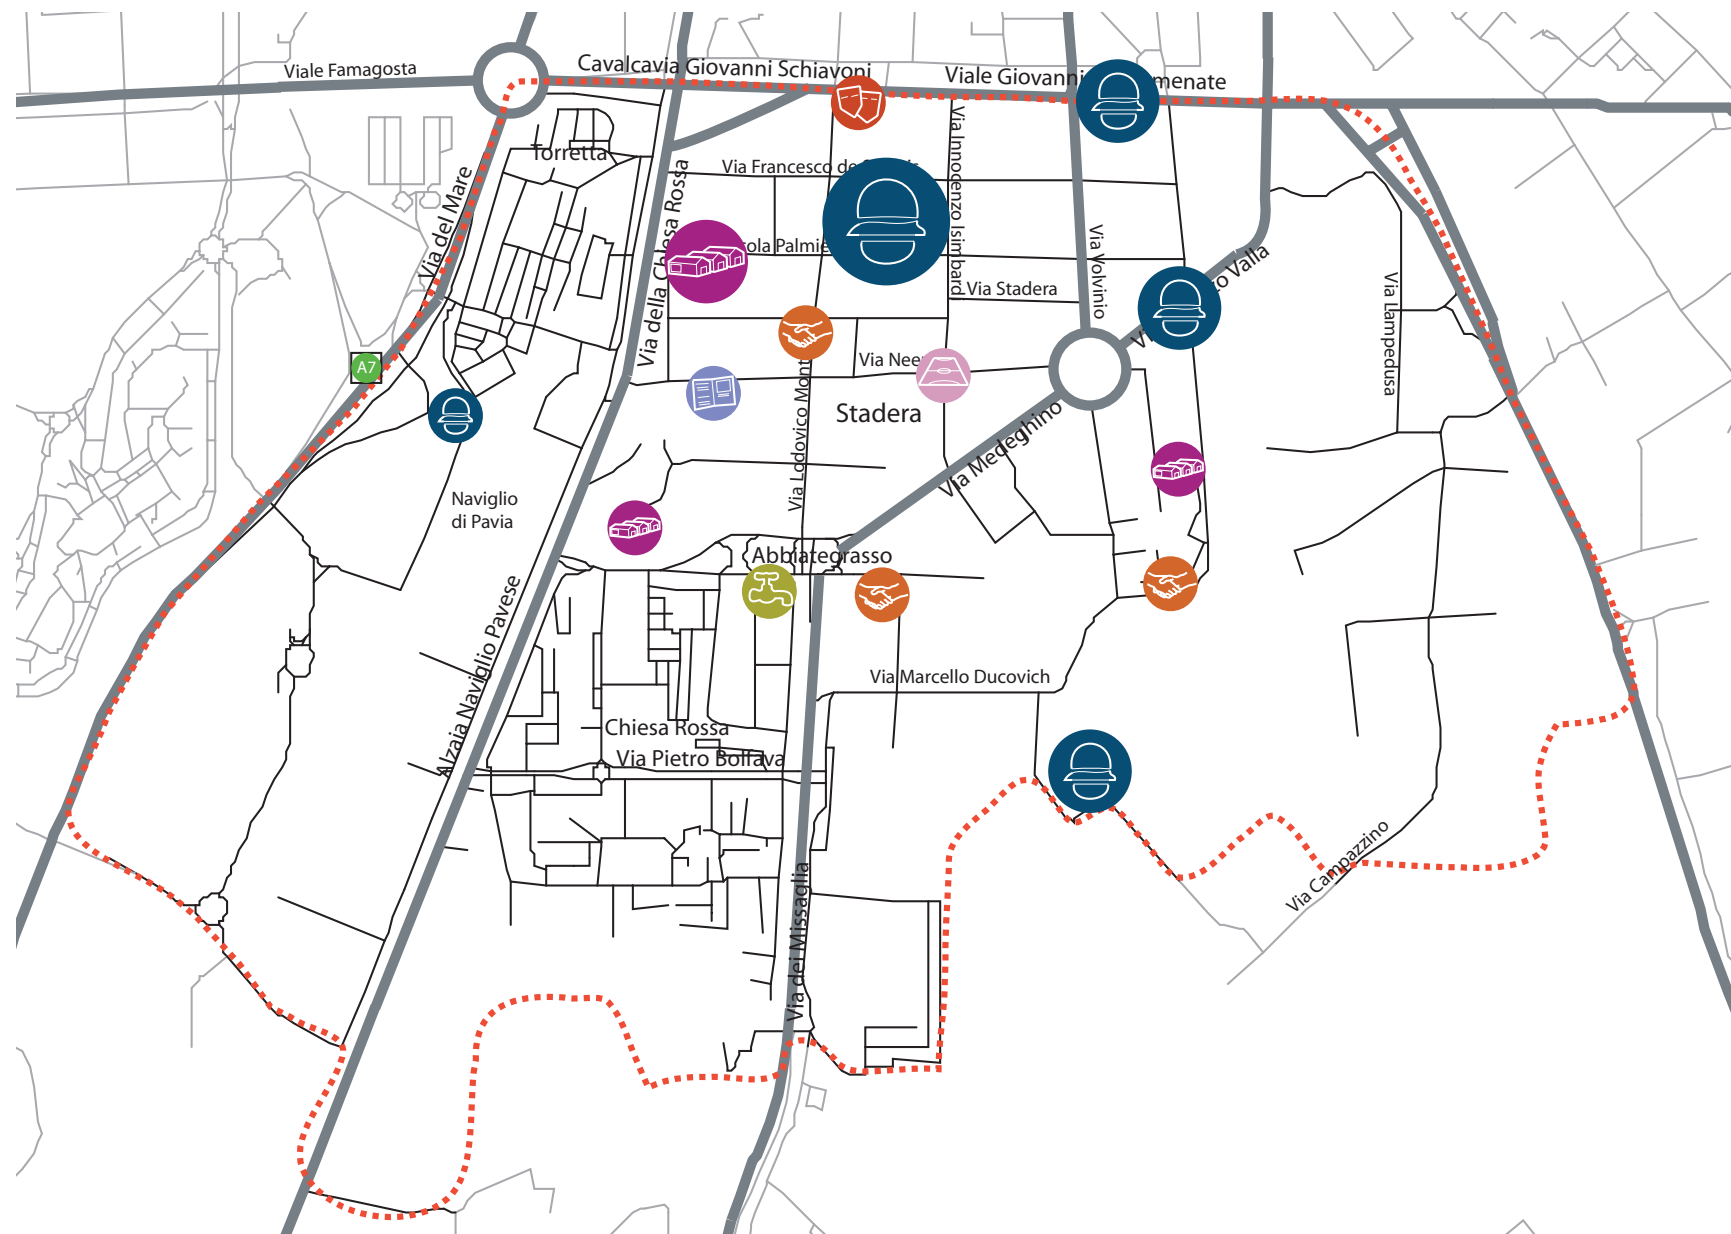 Viale Famagosta
Cavalcavia Giovanni Schiavoni
Viale Giovanni
menate
Torretta
Via del Mare
Via della Chiesa Rossa
Via Francesco de
Via Innocenzo Isimbardi
Via Volvinio
Via Stadera
Valla
Via Lampedusa
A7
Via
Stadera
Via Lodovico Mont
Via Medeghino
Naviglio
di Pavia
Abbiategrasso
Alzaia Naviglio Pavese
Via Marcello Ducovich
Chiesa Rossa
Via Pietro Boifava
Via dei Missaglia
Via Campazzino